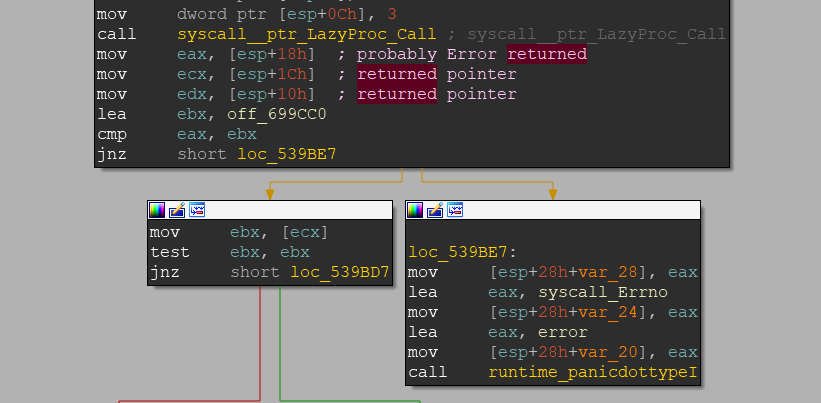 mov dword ptr [esp+0Ch], 3
call syscall__ptr_LazyProc_Call ; syscall__ptr_LazyProc_Call
mov eax, [esp+18h] ; probably Error returned
mov ecx, [esp+1Ch] ; returned pointer
mov edx, [esp+10h] ; returned pointer
lea ebx, off_699CC0
cmp eax, ebx
jnz short loc_539BE7
mov ebx, [ecx]
test ebx, ebx
jnz short loc_539BD7
loc_539BE7:
mov [esp+28h+var_28], eax
lea eax, syscall_Errno
mov [esp+28h+var_24], eax
lea eax, error
mov [esp+28h+var_20], eax
call runtime_panicdottypeI